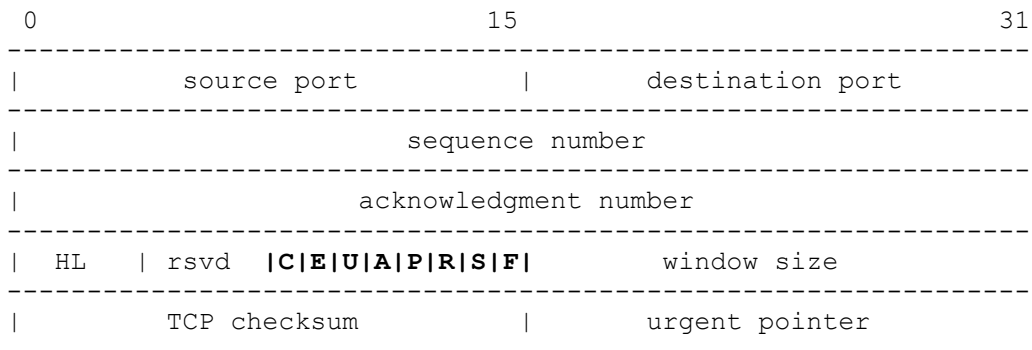 0                            15                              31
-----------------------------------------------------------------
|          source port          |       destination port
-----------------------------------------------------------------
|                        sequence number
-----------------------------------------------------------------
|                     acknowledgment number
-----------------------------------------------------------------
|  HL   | rsvd  |C|E|U|A|P|R|S|F|        window size
-----------------------------------------------------------------
|         TCP checksum          |       urgent pointer